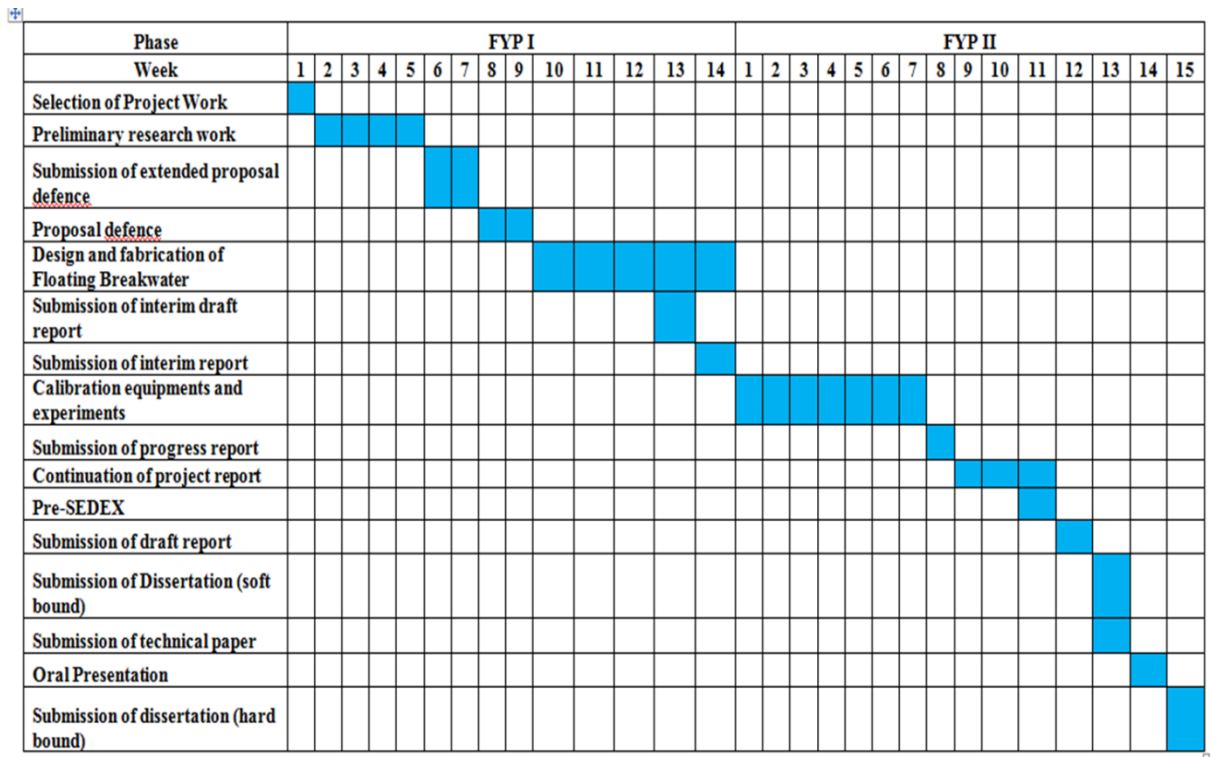 Phase FYP I FYP II
Week 1 2 3 4 5 6 7 8 9 10 11 12 13 14 1 2 3 4 5 6 7 8 9 10 11 12 13 14 15
Selection of Project Work
Preliminary research work
Submission of extended proposal
defence
Proposal defence
Design and fabrication of
Floating Breakwater
Submission of interim draft
report
Submission of interim report
Calibration equipments and
experiments
Submission of progress report
Continuation of project report
Pre-SEDEX
Submission of draft report
Submission of Dissertation (soft
bound)
Submission of technical paper
Oral Presentation
Submission of dissertation (hard
bound)